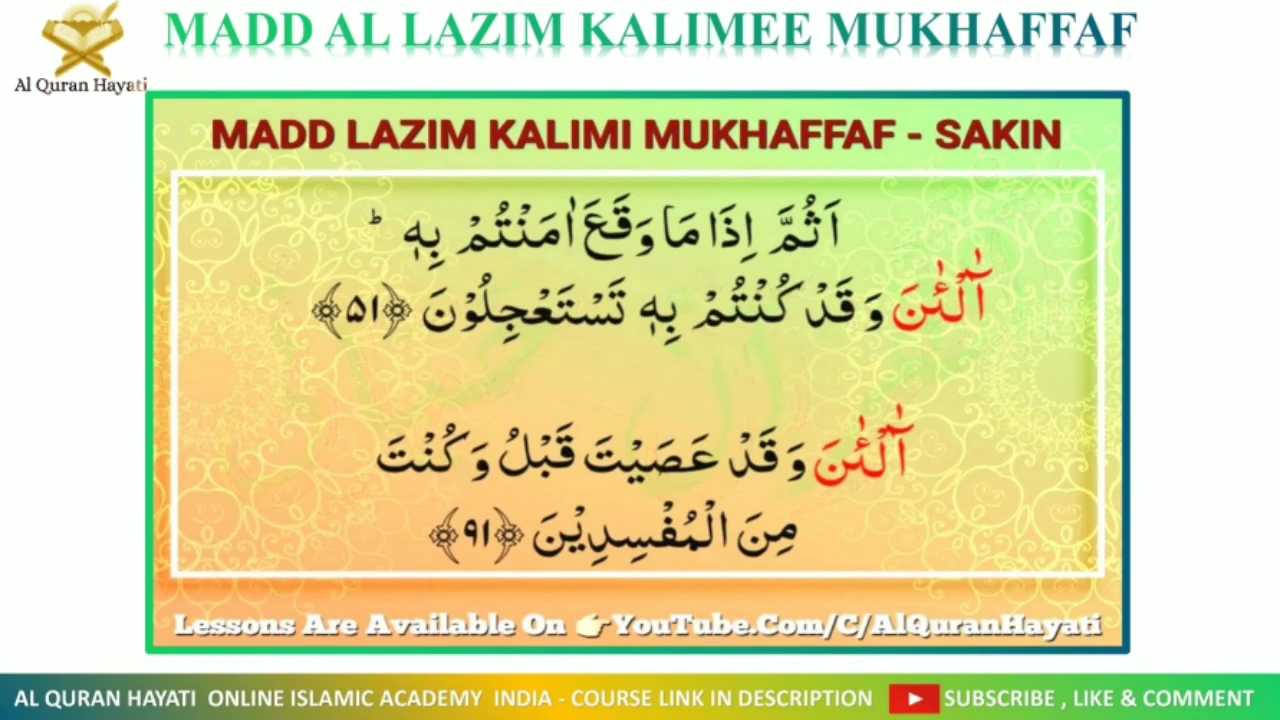 MADD AL LAZIM KALIMEE MUKHAFFAF
Al Quran Hayati
MADD LAZIM KALIMI MUKHAFFAF - SAKIN
اَثُمَّ اِذَا مَا وَقَعَ اٰمَنْتُمْ بِهٖ ؕ
آٰلْـٰٔنَ وَ قَدْ كُنْتُمْ بِهٖ تَسْتَعْجِلُوْنَ ﴿۵۱﴾
آٰلْـٰٔنَ وَ قَدْ عَصَيْتَ قَبْلُ وَ كُنْتَ
مِنَ الْمُفْسِدِيْنَ ﴿۹۱﴾
Lessons Are Available On 👉YouTube.Com/C/AlQuranHayati
AL QURAN HAYATI ONLINE ISLAMIC ACADEMY INDIA - COURSE LINK IN DESCRIPTION SUBSCRIBE , LIKE & COMMENT